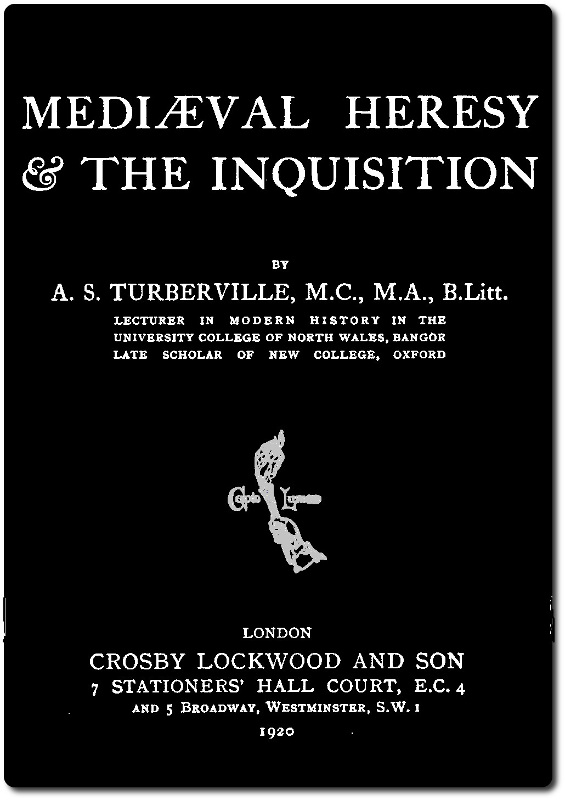 MEDIÆVAL HERESY
& THE INQUISITION
BY
A. S. TURBERVILLE, M.C., M.A., B.Litt.
LECTURER IN MODERN HISTORY IN THE
UNIVERSITY COLLEGE OF NORTH WALES, BANGOR
LATE SCHOLAR OF NEW COLLEGE, OXFORD
LONDON
CROSBY LOCKWOOD AND SON
7 STATIONERS' HALL COURT, E.C. 4
AND 5 BROADWAY, WESTMINSTER, S.W. 1
1920